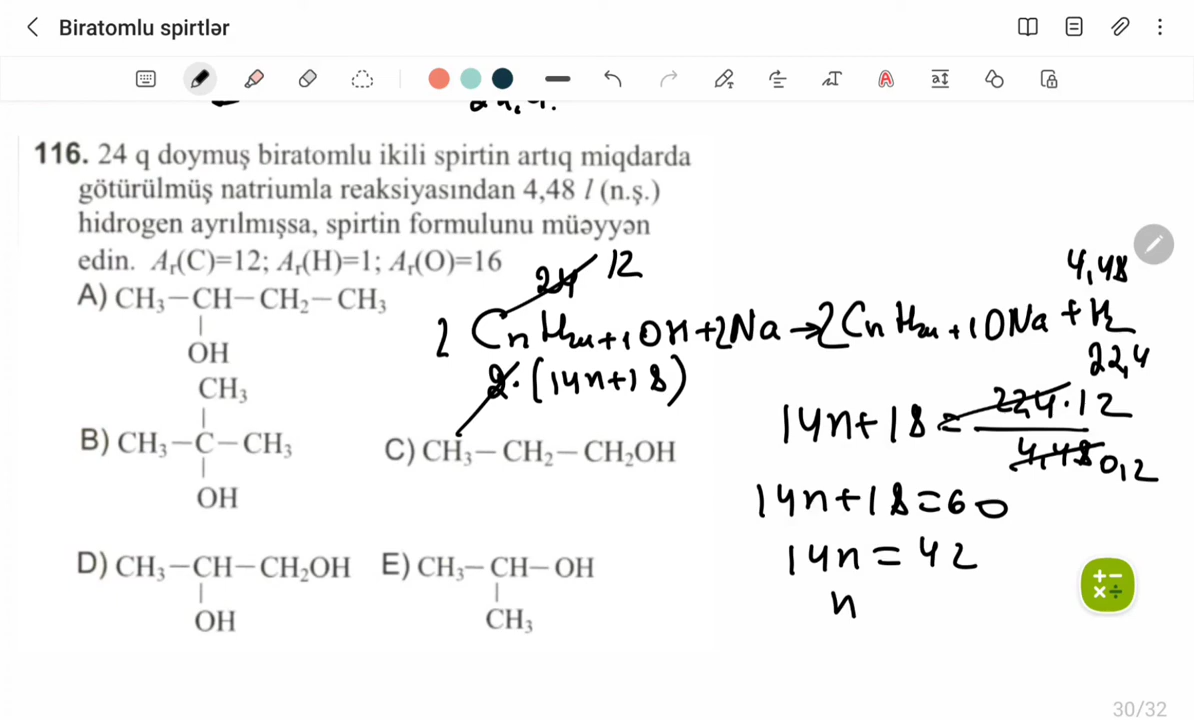 Biratomlu spirtlər
116. 24 q doymuş biratomlu ikili spirtin artıq miqdarda
götürülmüş natriumla reaksiyasından 4,48 l (n.ş.)
hidrogen ayrılmışsa, spirtin formulunu müəyyən
edin. Ar(C)=12; Ar(H)=1; Ar(O)=16
A) CH₃–CH–CH₂–CH₃
|
OH
CH₃
|
B) CH₃–C–CH₃
|
OH
C) CH₃–CH₂–CH₂OH
D) CH₃–CH–CH₂OH
|
OH
E) CH₃–CH–OH
|
CH₃
24 12
4,48
2 CnH2n+1OH+2Na→2CnH2n+1ONa+H₂
2·(14n+18)
22,4
14n+18=22,4·12
4,48 0,2
14n+18=60
14n=42
n
30/32